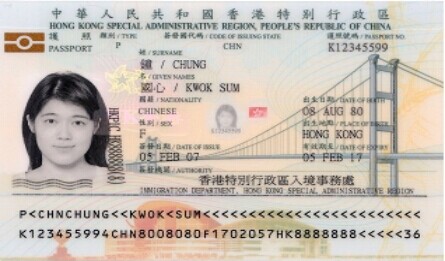 中華人民共和國香港特別行政區
HONG KONG SPECIAL ADMINISTRATIVE REGION, PEOPLE'S REPUBLIC OF CHINA
護照 類別/TYPE 簽發國代碼/CODE OF ISSUING STATE 護照號碼/PASSPORT NO.
PASSPORT P CHN K12345599
姓/SURNAME
鍾 / CHUNG
名/GIVEN NAMES
國心 / KWOK SUM
國籍/NATIONALITY 出生日期/DATE OF BIRTH
CHINESE 08 AUG 80
性別/SEX 出生地點/PLACE OF BIRTH
F HONG KONG
簽發日期/DATE OF ISSUE 有效期至/DATE OF EXPIRY
05 FEB 07 05 FEB 17
簽發機關/AUTHORITY
香港特別行政區入境事務處
IMMIGRATION DEPARTMENT, HONG KONG SPECIAL ADMINISTRATIVE REGION
P<CHNCHUNG<<KWOK<SUM<<<<<<<<<<<<<<<<<<<<<<<<
K123455994CHN8008080F1702057HK8888888<<<<<36